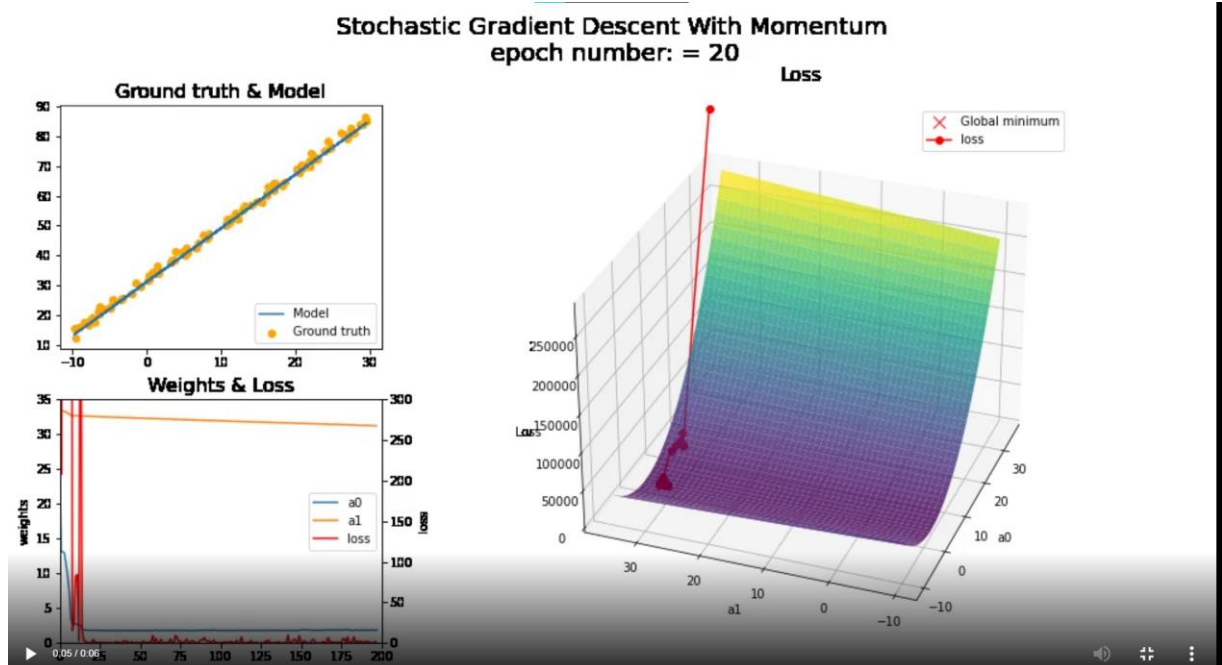 Stochastic Gradient Descent With Momentum
epoch number: = 20
Ground truth & Model
90
80
70
60
50
40
30
20
10
−10 0 10 20 30
Model
Ground truth
Weights & Loss
35
30
25
20
15
10
5
0
weights
300
250
200
150
100
50
0
loss
a0
a1
loss
25 50 75 100 125 150 175 200
Loss
Global minimum
loss
250000
200000
150000
100000
50000
0
30
20
10
0
−10
a1
30
20
10
0
−10
a0
0:05 / 0:06